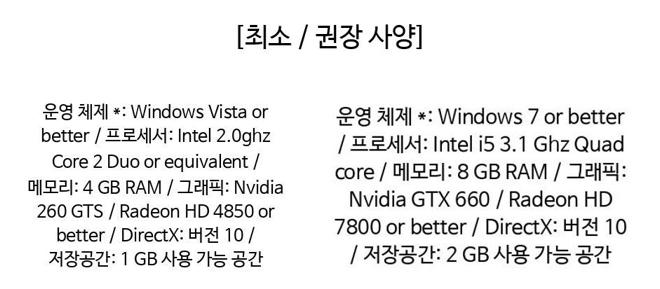 [최소 / 권장 사양]
운영 체제 *: Windows Vista or
better / 프로세서: Intel 2.0ghz
Core 2 Duo or equivalent /
메모리: 4 GB RAM / 그래픽: Nvidia
260 GTS / Radeon HD 4850 or
better / DirectX: 버전 10 /
저장공간: 1 GB 사용 가능 공간
운영 체제 *: Windows 7 or better
/ 프로세서: Intel i5 3.1 Ghz Quad
core / 메모리: 8 GB RAM / 그래픽:
Nvidia GTX 660 / Radeon HD
7800 or better / DirectX: 버전 10
/ 저장공간: 2 GB 사용 가능 공간